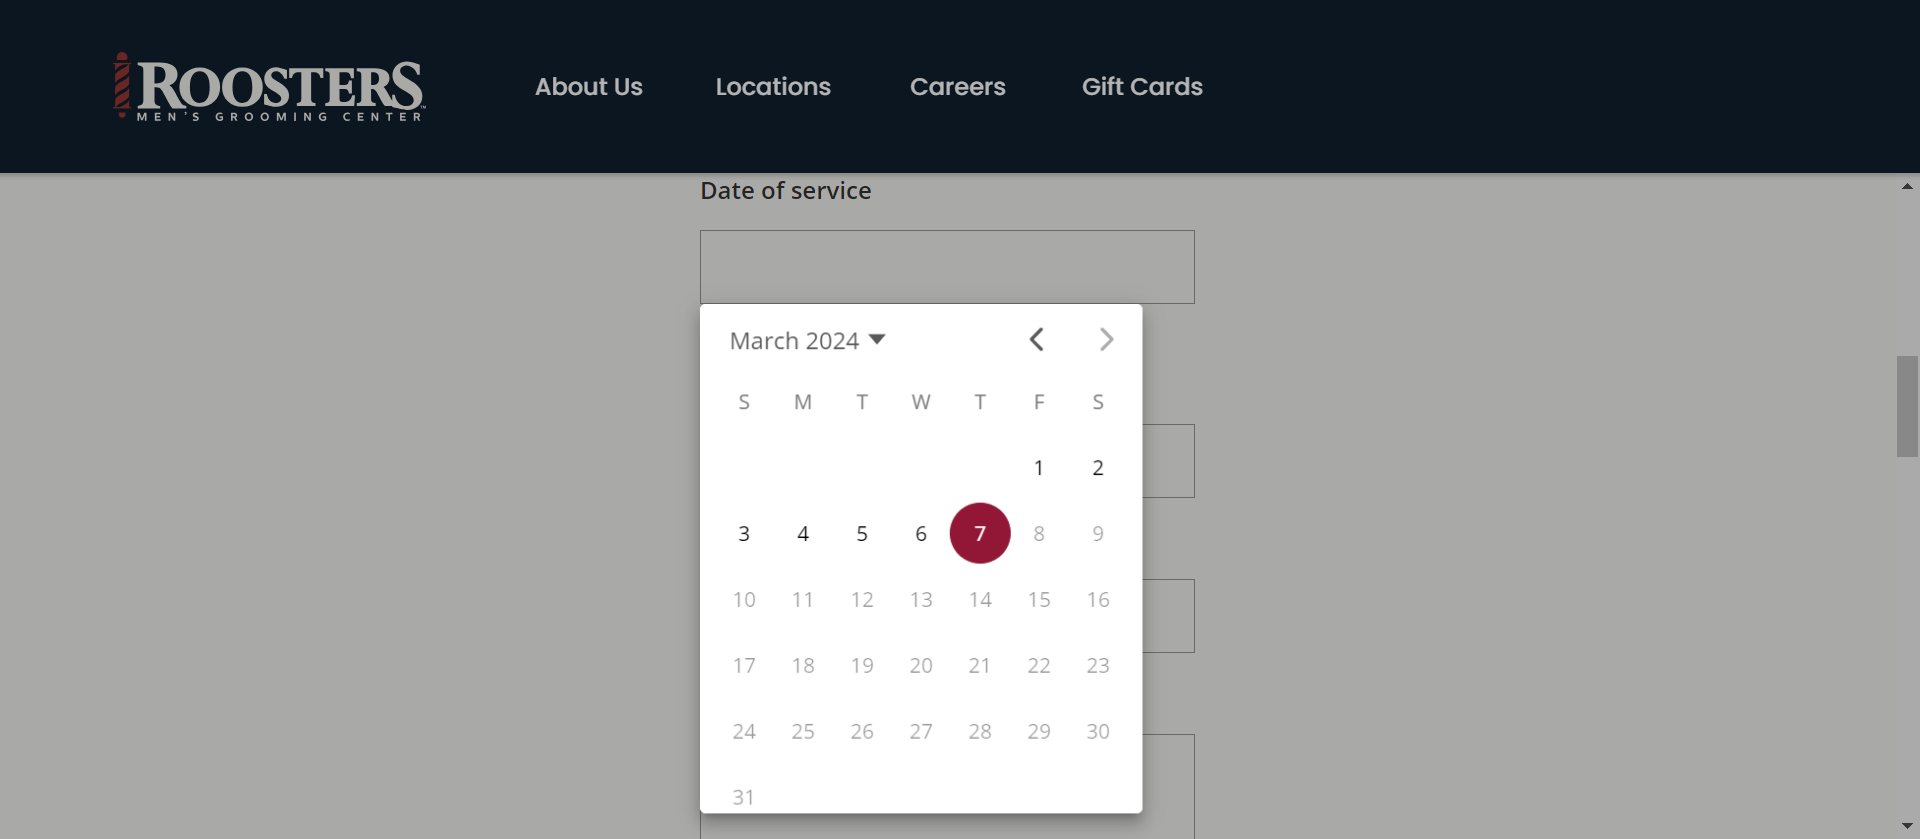 ROOSTERS™
MEN'S GROOMING CENTER
About Us
Locations
Careers
Gift Cards
Date of service
March 2024
S M T W T F S
1 2
3 4 5 6 7 8 9
10 11 12 13 14 15 16
17 18 19 20 21 22 23
24 25 26 27 28 29 30
31